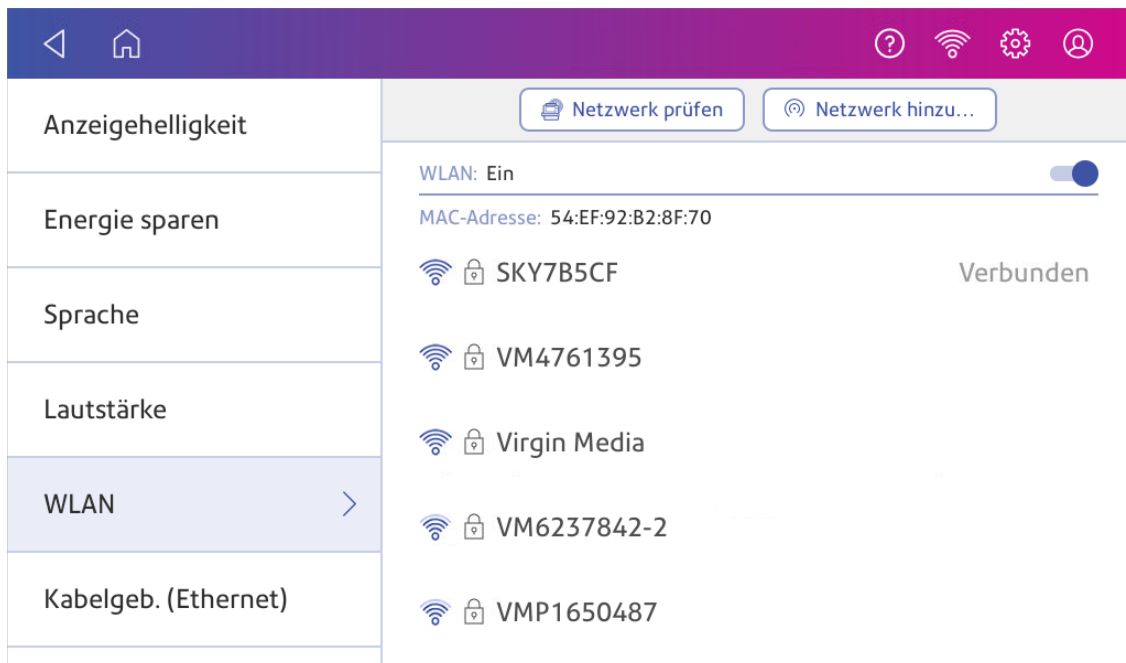 Netzwerk prüfen
Netzwerk hinzu...
Anzeigehelligkeit
Energie sparen
Sprache
Lautstärke
WLAN
Kabelgeb. (Ethernet)
WLAN: Ein
MAC-Adresse: 54:EF:92:B2:8F:70
SKY7B5CF Verbunden
VM4761395
Virgin Media
VM6237842-2
VMP1650487